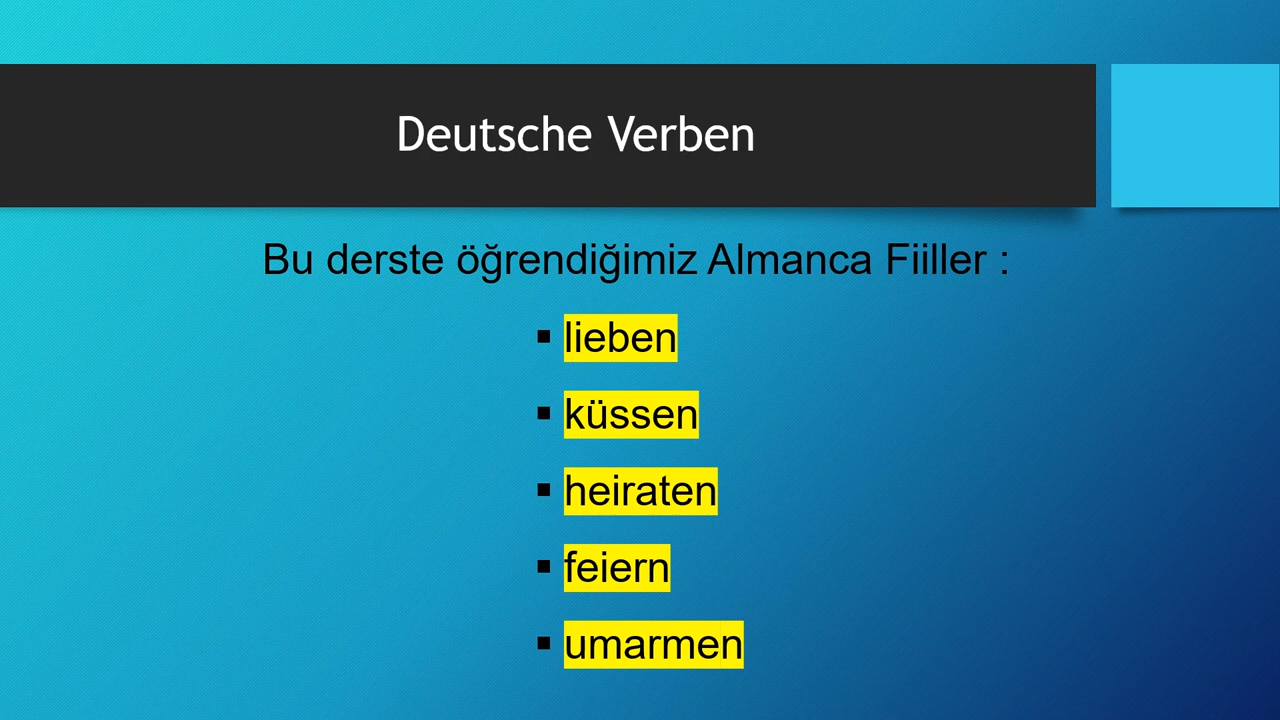 Deutsche Verben
Bu derste öğrendiğimiz Almanca Fiiller :
▪ lieben
▪ küssen
▪ heiraten
▪ feiern
▪ umarmen